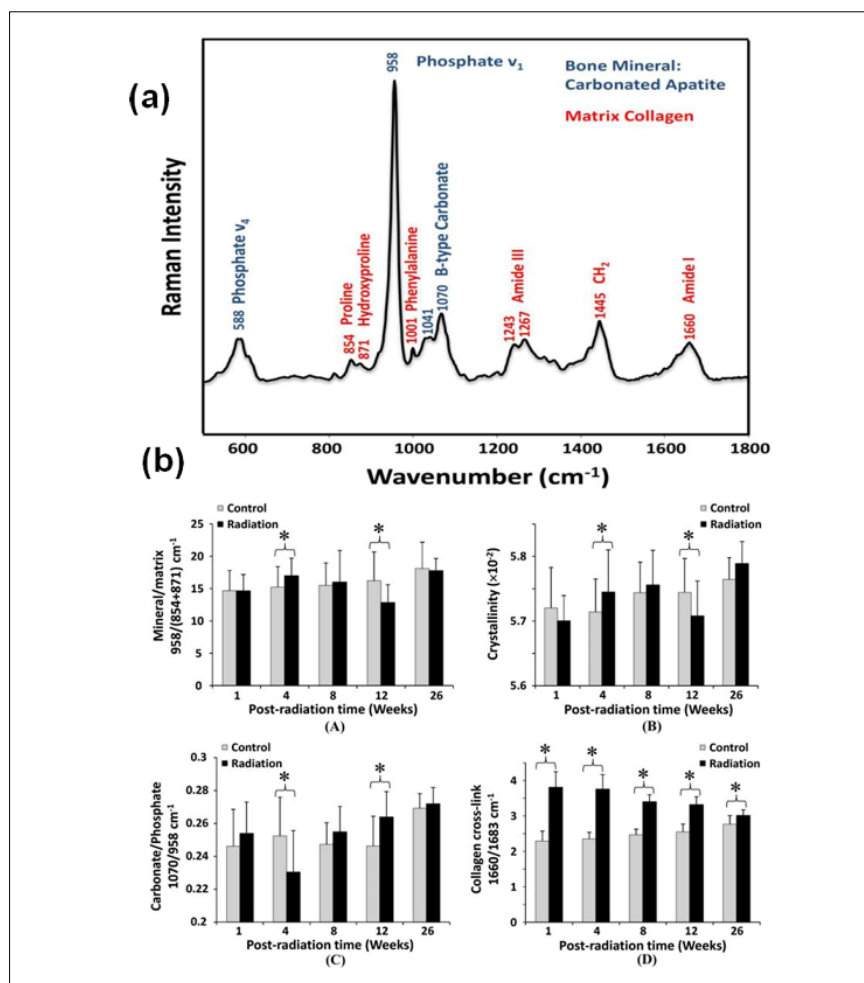 (a)
958
Phosphate v1
Bone Mineral:
Carbonated Apatite
Matrix Collagen
Raman Intensity
588 Phosphate v4
854 Proline
871 Hydroxyproline
1001 Phenylalanine
1041
1070 B-type Carbonate
1243
1267 Amide III
1445 CH2
1660 Amide I
600 800 1000 1200 1400 1600 1800
Wavenumber (cm-1)
(b)
Control
Radiation
Mineral/matrix
958/(854+871) cm-1
25
20
15
10
5
0
* *
1 4 8 12 26
Post-radiation time (Weeks)
(A)
Control
Radiation
Crystallinity (×10-2)
5.8
5.7
5.6
* *
1 4 8 12 26
Post-radiation time (Weeks)
(B)
Control
Radiation
Carbonate/Phosphate
1070/958 cm-1
0.3
0.28
0.26
0.24
0.22
0.2
* *
1 4 8 12 26
Post-radiation time (Weeks)
(C)
Control
Radiation
Collagen cross-link
1660/1683 cm-1
4
3
2
1
0
* * * * *
1 4 8 12 26
Post-radiation time (Weeks)
(D)